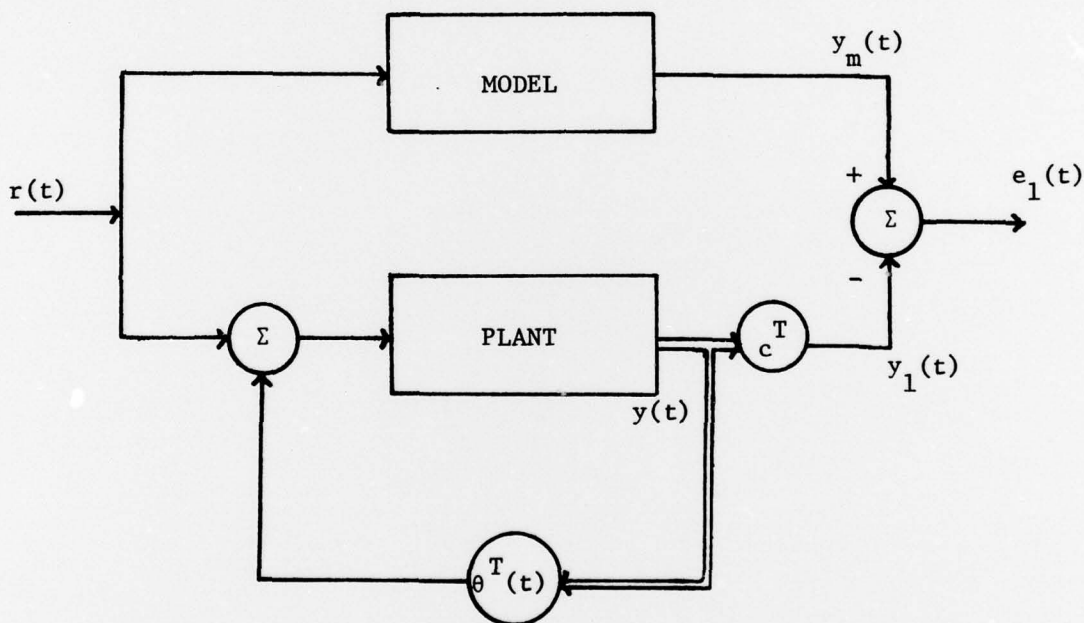 y_m(t)
MODEL
r(t)
+
Σ
e_1(t)
-
Σ
PLANT
c^T
y_1(t)
y(t)
θ^T(t)